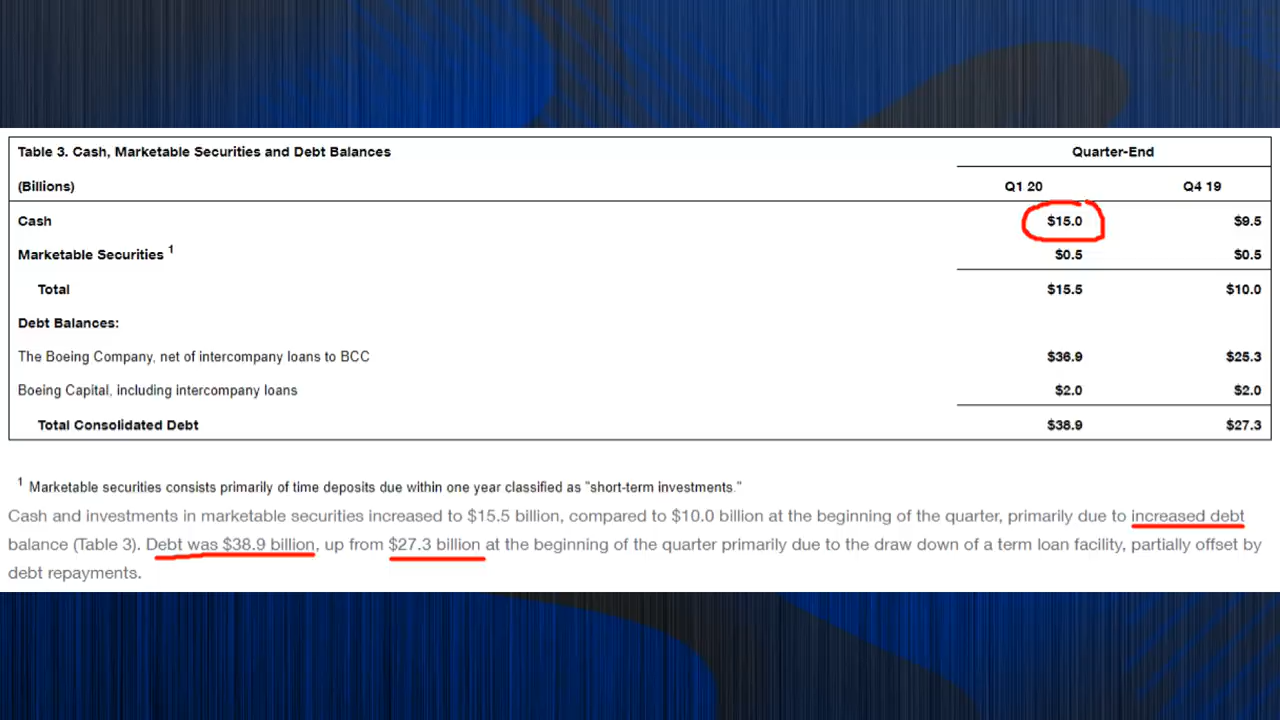 Table 3. Cash, Marketable Securities and Debt Balances Quarter-End
(Billions) Q1 20 Q4 19
Cash $15.0 $9.5
Marketable Securities 1 $0.5 $0.5
Total $15.5 $10.0
Debt Balances:
The Boeing Company, net of intercompany loans to BCC $36.9 $25.3
Boeing Capital, including intercompany loans $2.0 $2.0
Total Consolidated Debt $38.9 $27.3
1 Marketable securities consists primarily of time deposits due within one year classified as "short-term investments."
Cash and investments in marketable securities increased to $15.5 billion, compared to $10.0 billion at the beginning of the quarter, primarily due to increased debt
balance (Table 3). Debt was $38.9 billion, up from $27.3 billion at the beginning of the quarter primarily due to the draw down of a term loan facility, partially offset by
debt repayments.